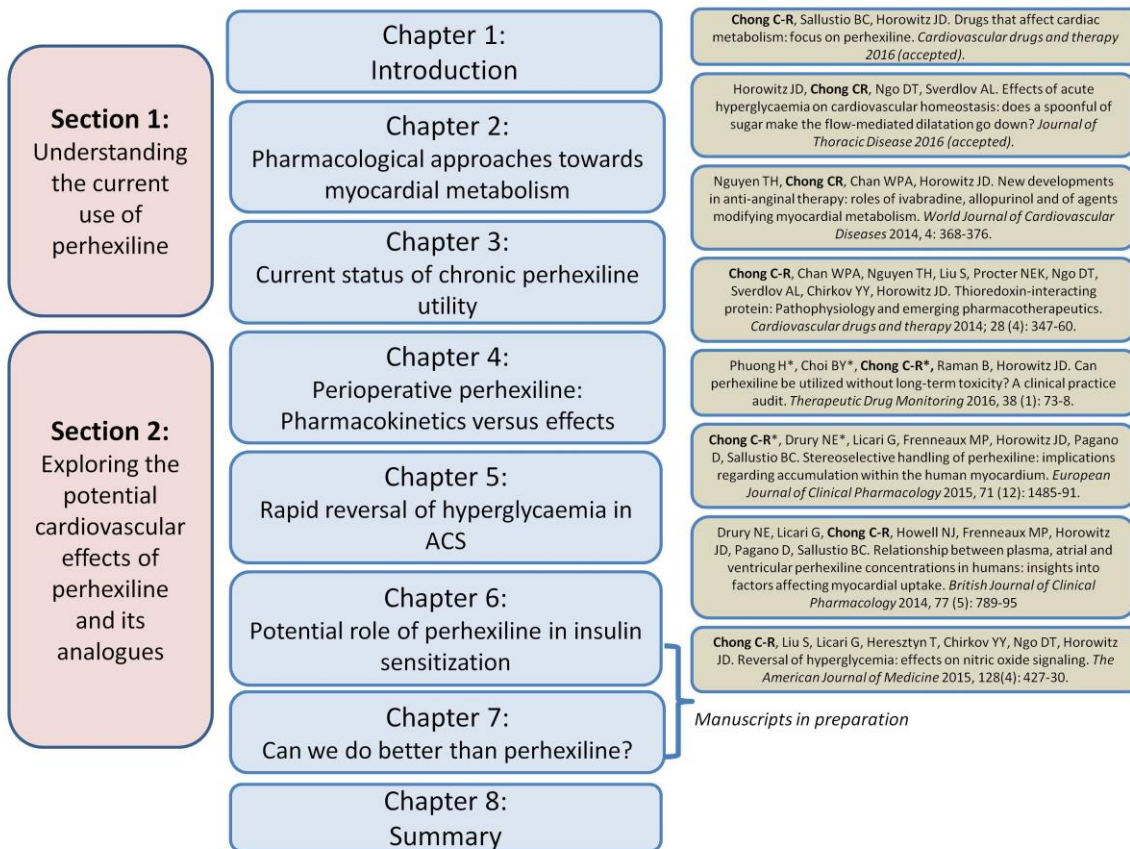 Section 1:
Understanding
the current
use of
perhexiline
Section 2:
Exploring the
potential
cardiovascular
effects of
perhexiline
and its
analogues
Chapter 1:
Introduction
Chapter 2:
Pharmacological approaches towards
myocardial metabolism
Chapter 3:
Current status of chronic perhexiline
utility
Chapter 4:
Perioperative perhexiline:
Pharmacokinetics versus effects
Chapter 5:
Rapid reversal of hyperglycaemia in
ACS
Chapter 6:
Potential role of perhexiline in insulin
sensitization
Chapter 7:
Can we do better than perhexiline?
Chapter 8:
Summary
Chong C-R, Sallustio BC, Horowitz JD. Drugs that affect cardiac
metabolism: focus on perhexiline. Cardiovascular drugs and therapy
2016 (accepted).
Horowitz JD, Chong CR, Ngo DT, Sverdlov AL. Effects of acute
hyperglycaemia on cardiovascular homeostasis: does a spoonful of
sugar make the flow-mediated dilatation go down? Journal of
Thoracic Disease 2016 (accepted).
Nguyen TH, Chong CR, Chan WPA, Horowitz JD. New developments
in anti-anginal therapy: roles of ivabradine, allopurinol and of agents
modifying myocardial metabolism. World Journal of Cardiovascular
Diseases 2014, 4: 368-376.
Chong C-R, Chan WPA, Nguyen TH, Liu S, Procter NEK, Ngo DT,
Sverdlov AL, Chirkov YY, Horowitz JD. Thioredoxin-interacting
protein: Pathophysiology and emerging pharmacotherapeutics.
Cardiovascular drugs and therapy 2014; 28 (4): 347-60.
Phuong H*, Choi BY*, Chong C-R*, Raman B, Horowitz JD. Can
perhexiline be utilized without long-term toxicity? A clinical practice
audit. Therapeutic Drug Monitoring 2016, 38 (1): 73-8.
Chong C-R*, Drury NE*, Licari G, Frenneaux MP, Horowitz JD, Pagano
D, Sallustio BC. Stereoselective handling of perhexiline: implications
regarding accumulation within the human myocardium. European
Journal of Clinical Pharmacology 2015, 71 (12): 1485-91.
Drury NE, Licari G, Chong C-R, Howell NJ, Frenneaux MP, Horowitz
JD, Pagano D, Sallustio BC. Relationship between plasma, atrial and
ventricular perhexiline concentrations in humans: insights into
factors affecting myocardial uptake. British Journal of Clinical
Pharmacology 2014, 77 (5): 789-95
Chong C-R, Liu S, Licari G, Heresztyn T, Chirkov YY, Ngo DT, Horowitz
JD. Reversal of hyperglycemia: effects on nitric oxide signaling. The
American Journal of Medicine 2015, 128(4): 427-30.
Manuscripts in preparation